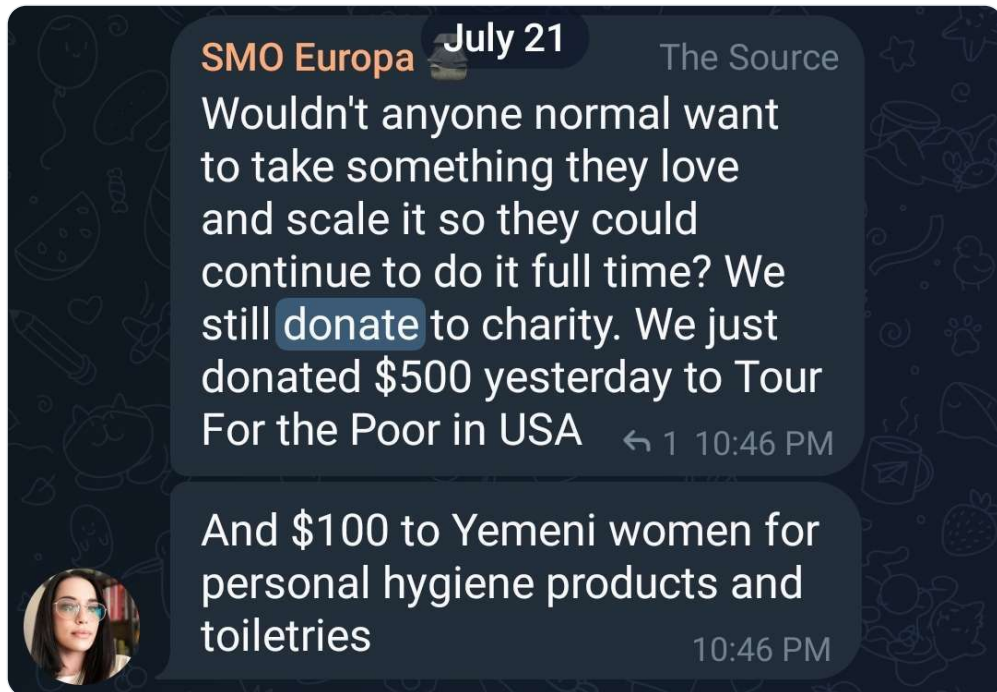 July 21
SMO Europa The Source
Wouldn't anyone normal want
to take something they love
and scale it so they could
continue to do it full time? We
still donate to charity. We just
donated $500 yesterday to Tour
For the Poor in USA 1 10:46 PM
And $100 to Yemeni women for
personal hygiene products and
toiletries 10:46 PM